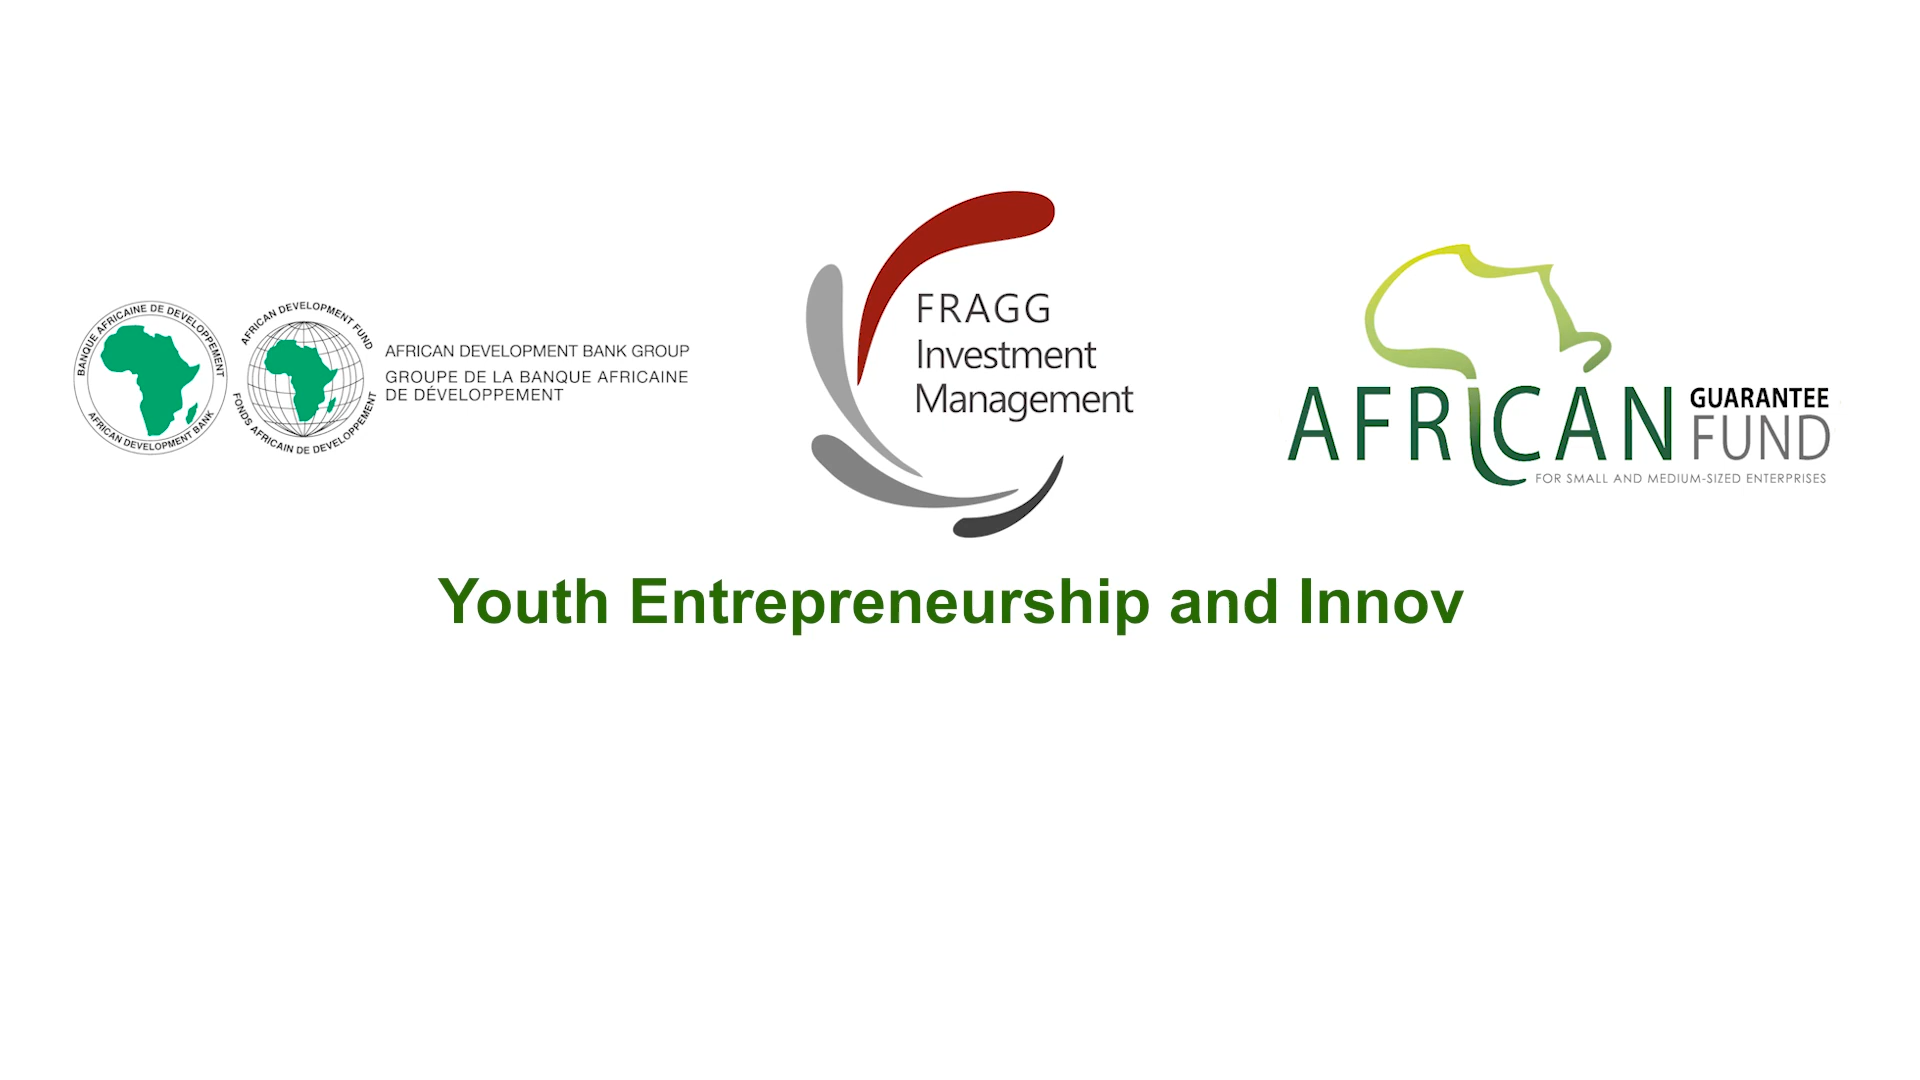 BANQUE AFRICAINE DE DEVELOPPEMENT
AFRICAN DEVELOPMENT BANK
AFRICAN DEVELOPMENT FUND
FONDS AFRICAIN DE DEVELOPPEMENT
AFRICAN DEVELOPMENT BANK GROUP
GROUPE DE LA BANQUE AFRICAINE
DE DÉVELOPPEMENT
FRAGG
Investment
Management
AFRICAN GUARANTEE
FUND
FOR SMALL AND MEDIUM-SIZED ENTERPRISES
Youth Entrepreneurship and Innov